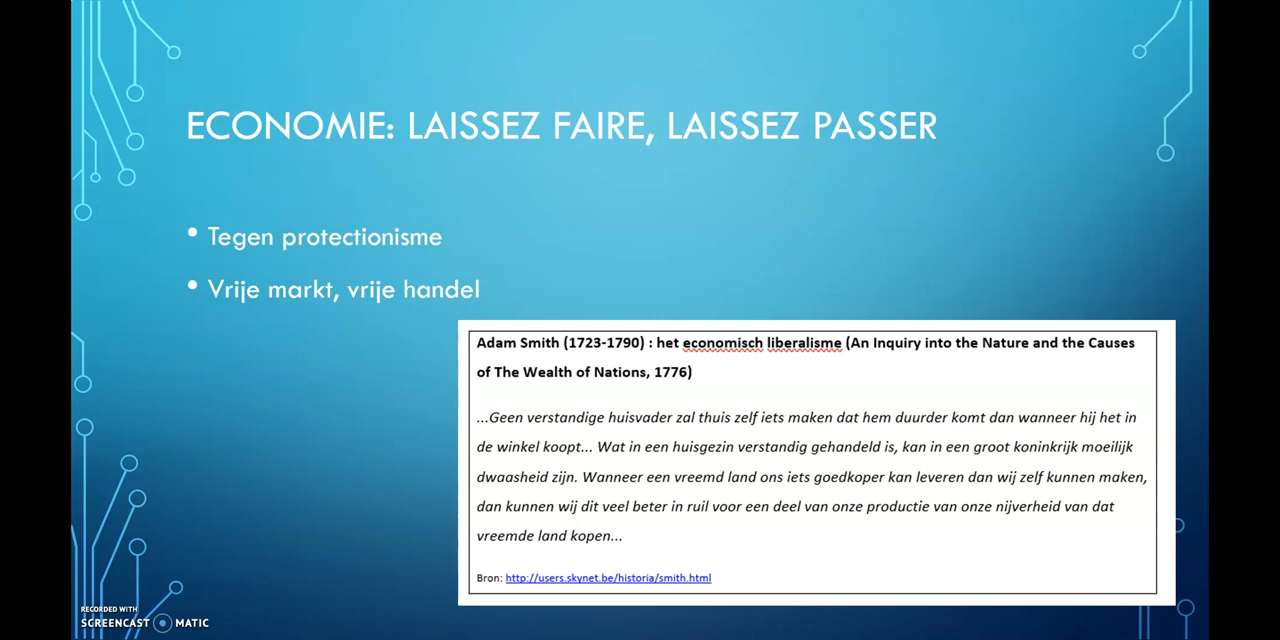 ECONOMIE: LAISSEZ FAIRE, LAISSEZ PASSER
• Tegen protectionisme
• Vrije markt, vrije handel
Adam Smith (1723-1790) : het economisch liberalisme (An Inquiry into the Nature and the Causes
of The Wealth of Nations, 1776)
...Geen verstandige huisvader zal thuis zelf iets maken dat hem duurder komt dan wanneer hij het in
de winkel koopt... Wat in een huisgezin verstandig gehandeld is, kan in een groot koninkrijk moeilijk
dwaasheid zijn. Wanneer een vreemd land ons iets goedkoper kan leveren dan wij zelf kunnen maken,
dan kunnen wij dit veel beter in ruil voor een deel van onze productie van onze nijverheid van dat
vreemde land kopen...
Bron: http://users.skynet.be/historia/smith.html
RECORDED WITH
SCREENCAST MATIC